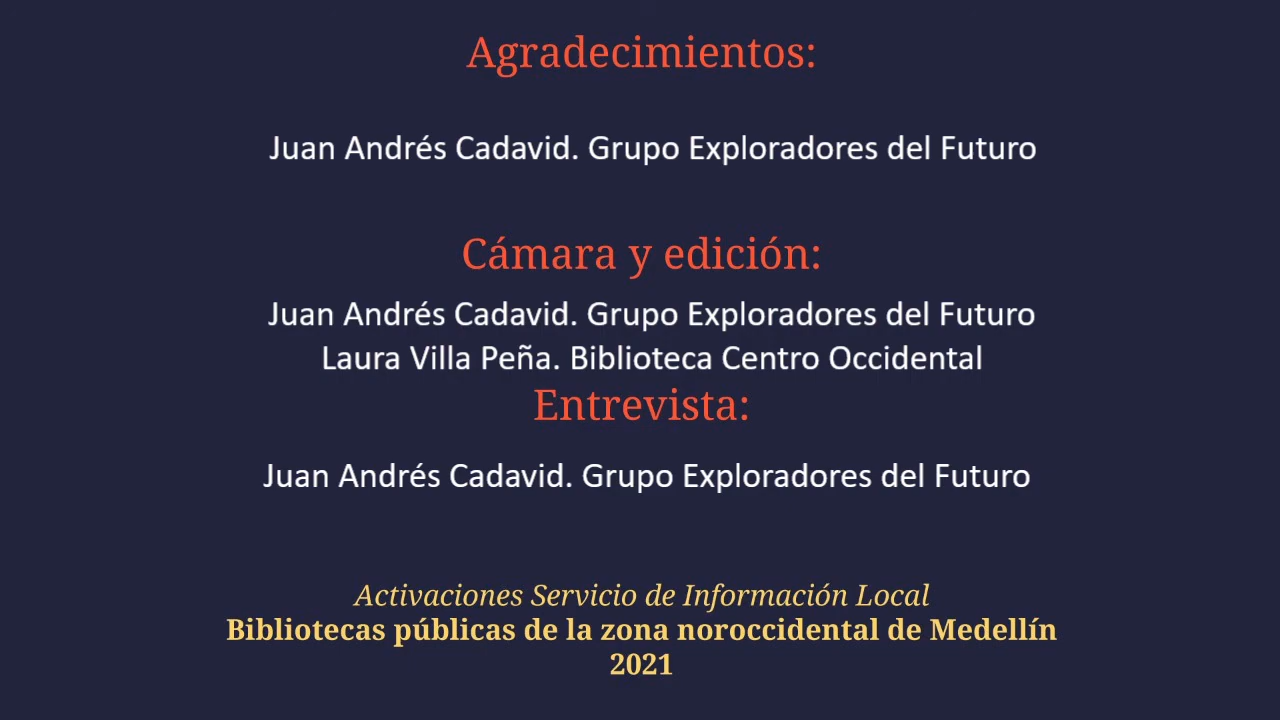 Agradecimientos:
Juan Andrés Cadavid. Grupo Exploradores del Futuro
Cámara y edición:
Juan Andrés Cadavid. Grupo Exploradores del Futuro
Laura Villa Peña. Biblioteca Centro Occidental
Entrevista:
Juan Andrés Cadavid. Grupo Exploradores del Futuro
Activaciones Servicio de Información Local
Bibliotecas públicas de la zona noroccidental de Medellín
2021